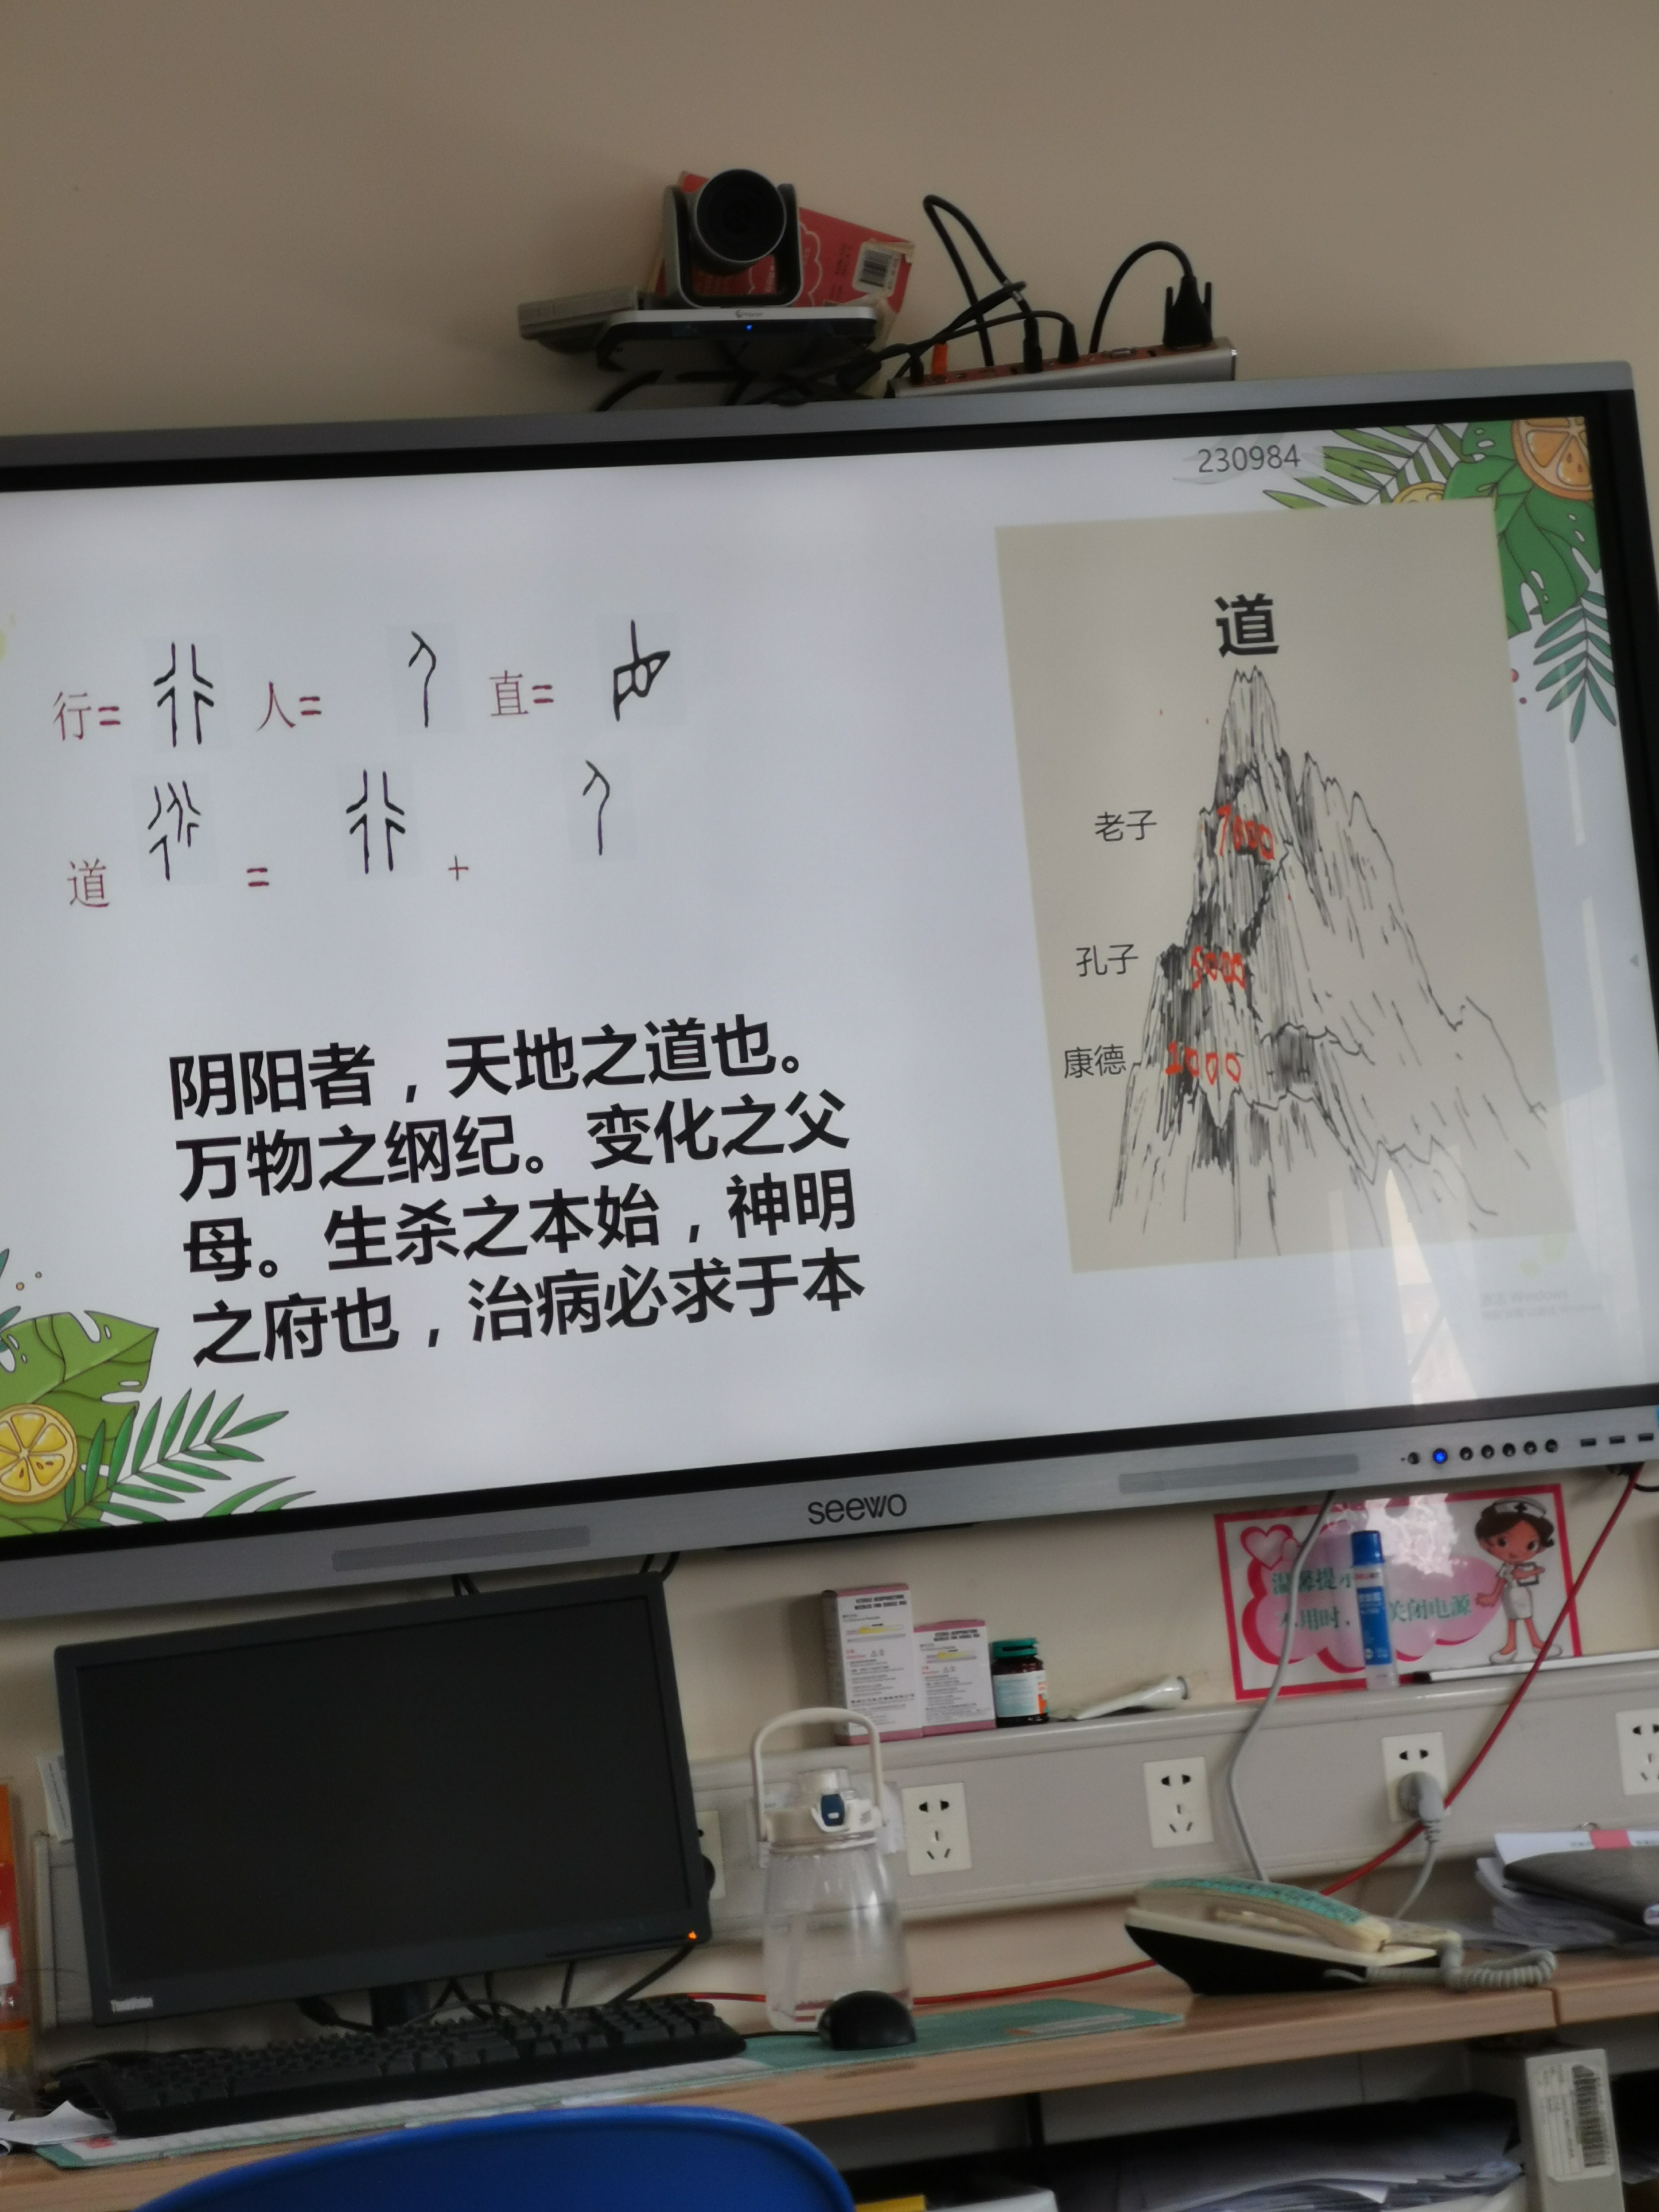 230984
行= 人= 直=
道 = +
阴阳者，天地之道也。
万物之纲纪。变化之父
母。生杀之本始，神明
之府也，治病必求于本
道
老子 7000
孔子
康德 1000
seewo
温馨提示
不用时，关闭电源
ThinkVision